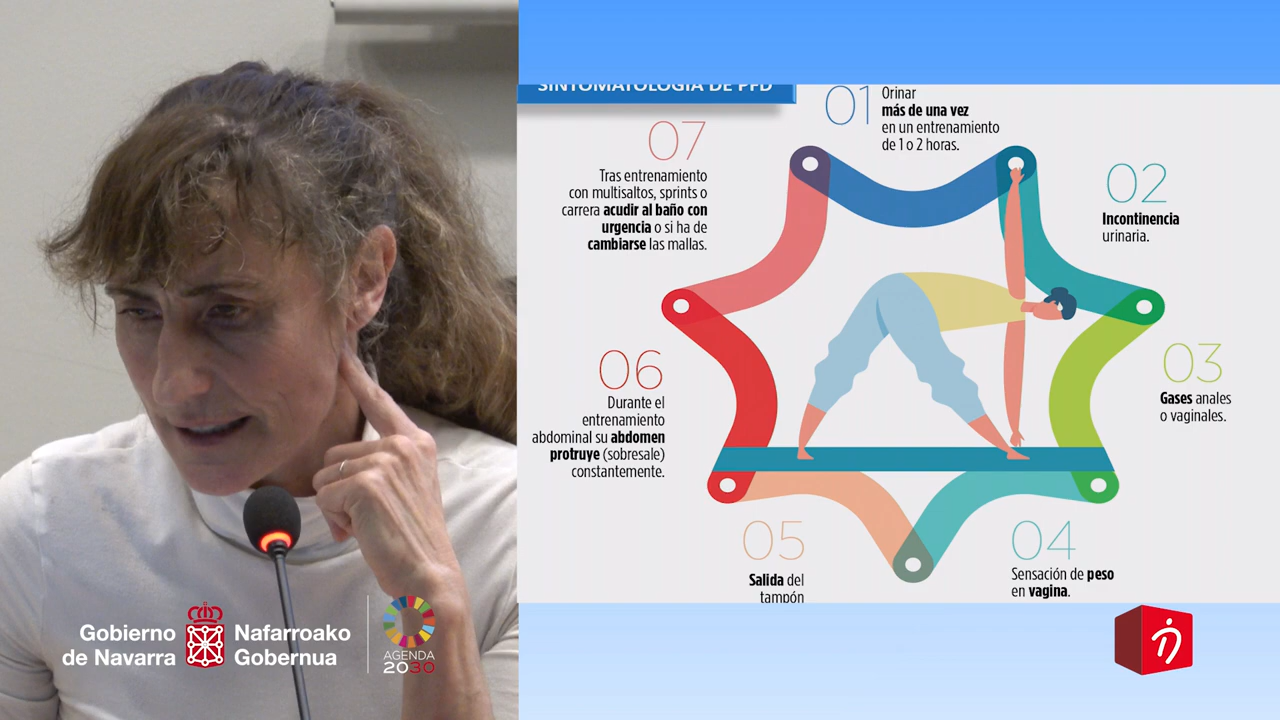 SINTOMATOLOGÍA DE PFD
01
Orinar
más de una vez
en un entrenamiento
de 1 o 2 horas.
02
Incontinencia
urinaria.
03
Gases anales
o vaginales.
04
Sensación de peso
en vagina.
05
Salida del
tampón
06
Durante el
entrenamiento
abdominal su abdomen
protruye (sobresale)
constantemente.
07
Tras entrenamiento
con multisaltos, sprints o
carrera acudir al baño con
urgencia o si ha de
cambiarse las mallas.
Gobierno
de Navarra
Nafarroako
Gobernua
AGENDA
2030